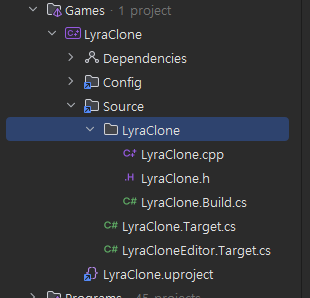 Games · 1 project
LyraClone
Dependencies
Config
Source
LyraClone
LyraClone.cpp
.H LyraClone.h
C# LyraClone.Build.cs
C# LyraClone.Target.cs
C# LyraCloneEditor.Target.cs
LyraClone.uproject
Programs · 45 projects